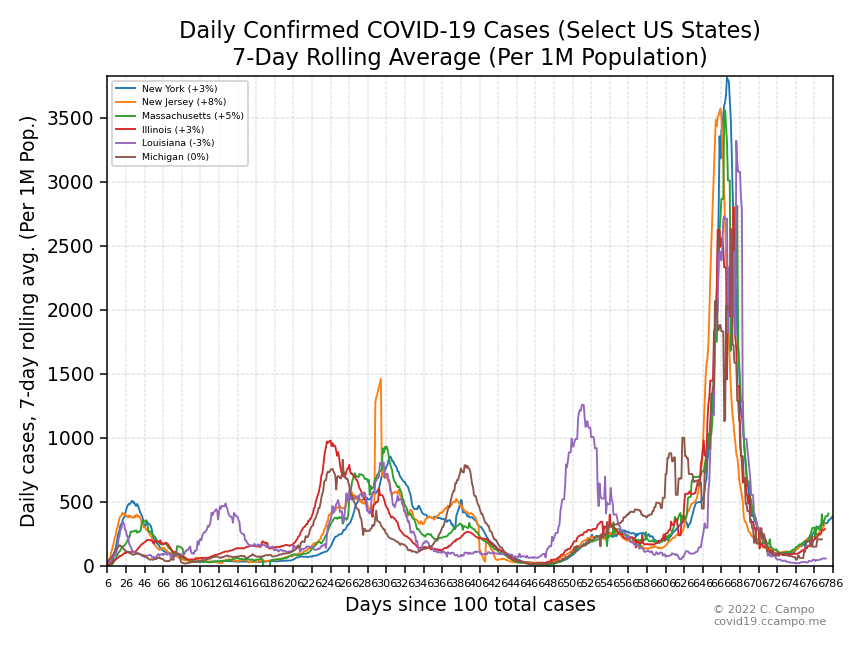 Daily Confirmed COVID-19 Cases (Select US States)
7-Day Rolling Average (Per 1M Population)
New York (+3%)
New Jersey (+8%)
Massachusetts (+5%)
Illinois (+3%)
Louisiana (-3%)
Michigan (0%)
Daily cases, 7-day rolling avg. (Per 1M Pop.)
3500
3000
2500
2000
1500
1000
500
0
6 26 46 66 86 106 126 146 166 186 206 226 246 266 286 306 326 346 366 386 406 426 446 466 486 506 526 546 566 586 606 626 646 666 686 706 726 746 766 786
Days since 100 total cases
© 2022 C. Campo
covid19.ccampo.me